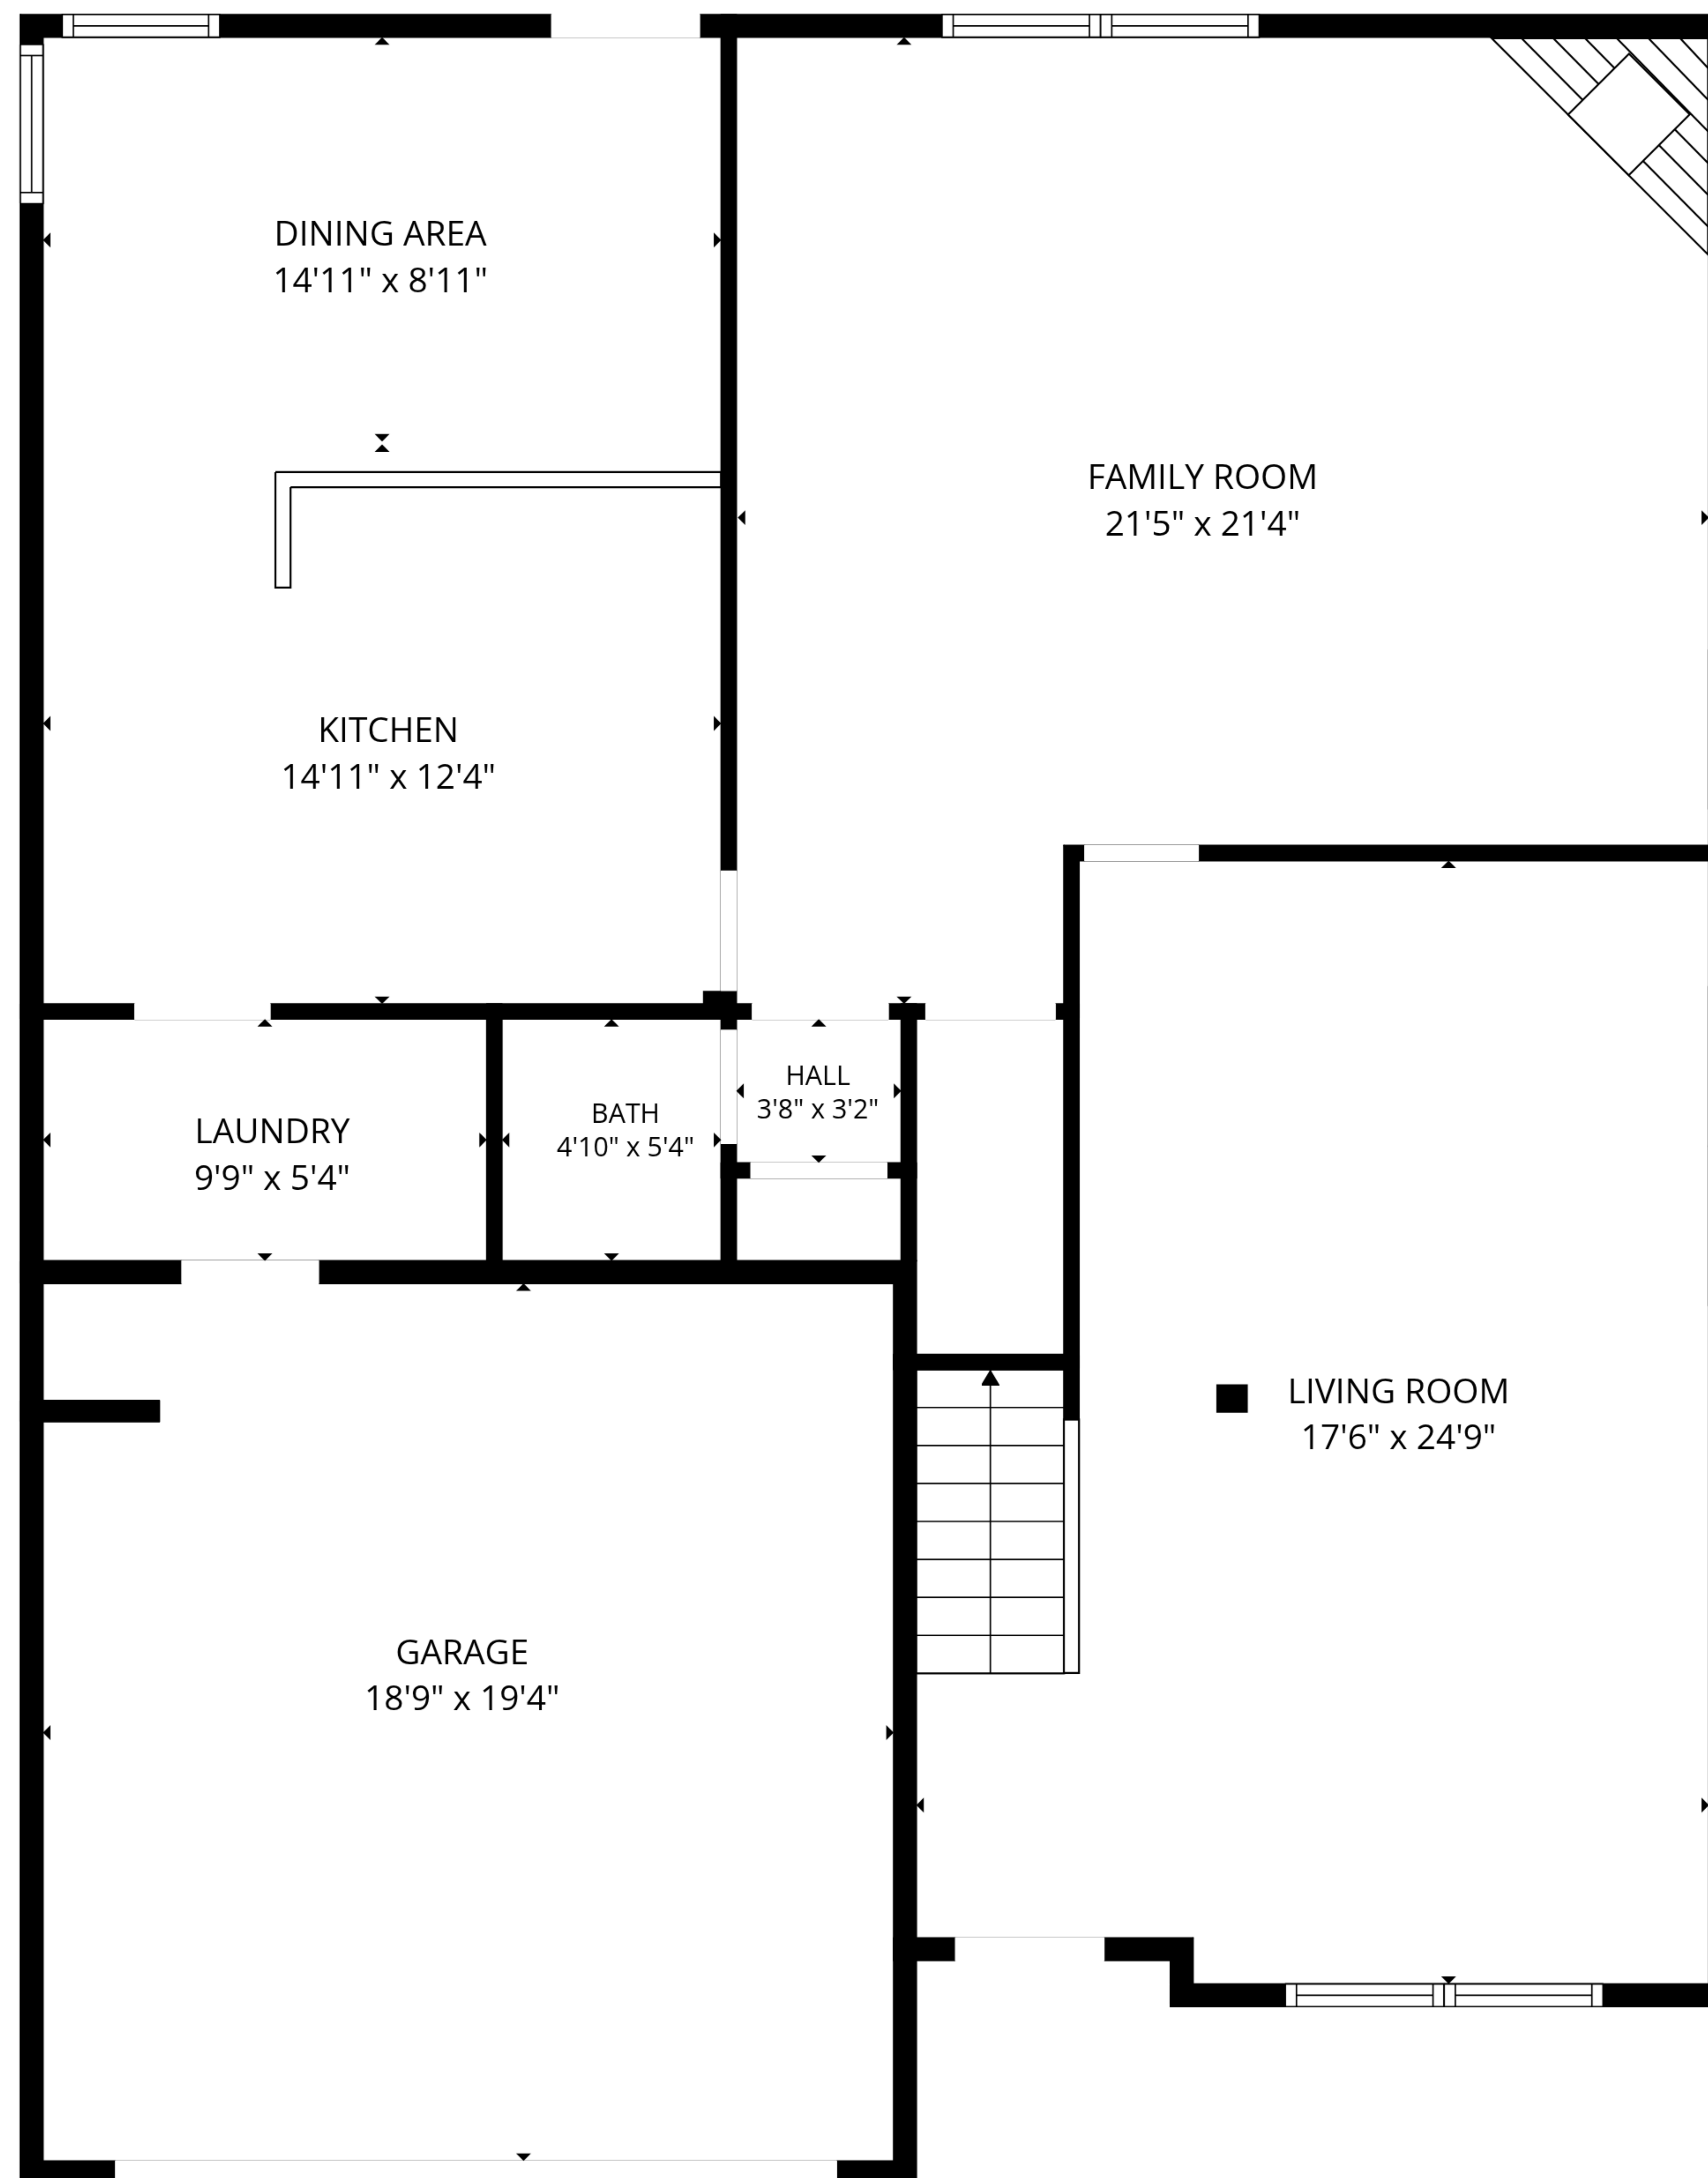 DINING AREA
14'11" x 8'11"
FAMILY ROOM
21'5" x 21'4"
KITCHEN
14'11" x 12'4"
HALL
3'8" x 3'2"
BATH
4'10" x 5'4"
LAUNDRY
9'9" x 5'4"
LIVING ROOM
17'6" x 24'9"
GARAGE
18'9" x 19'4"